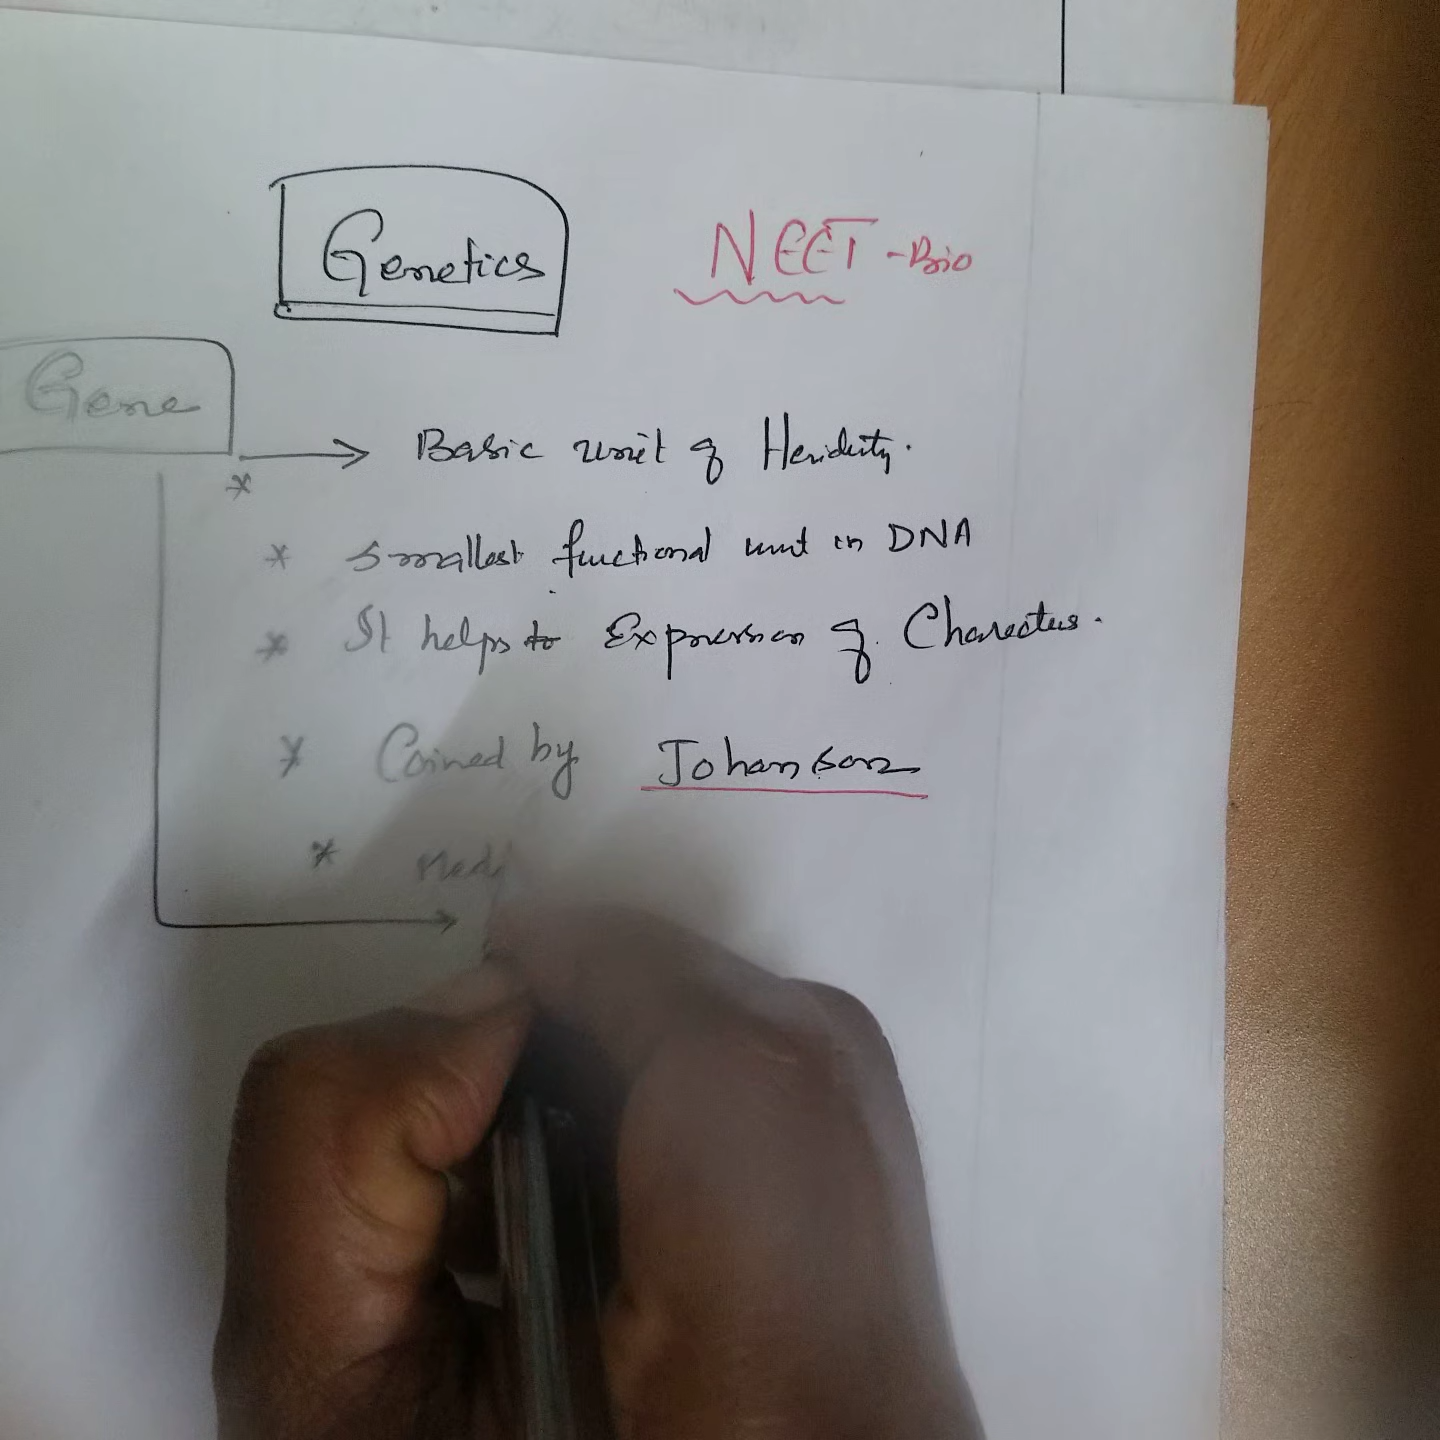 Genetics
NEET - Bio
Gene
* → Basic unit of Heridity.
* Smallest functional unit in DNA
* It helps to Expression of Charecters.
* Coined by Johanson
*